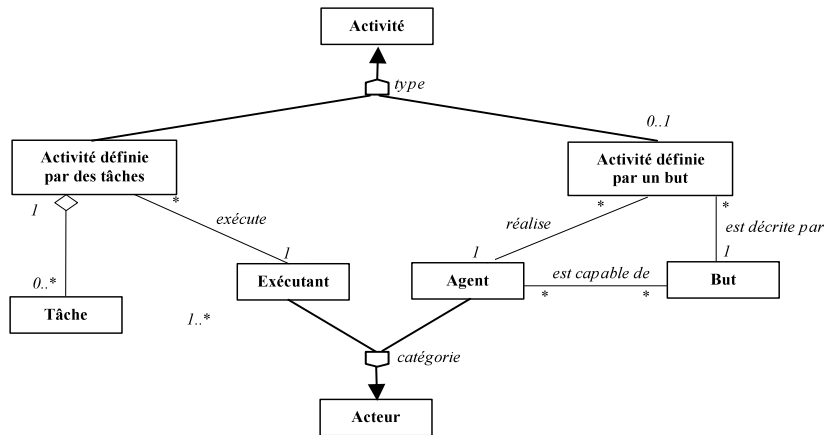 Activité
type
0..1
Activité définie
par des tâches
Activité définie
par un but
1
*
exécute
*
*
réalise
est décrite par
1
1
1
Exécutant
Agent
est capable de
But
0..*
*
*
Tâche
1..*
catégorie
Acteur